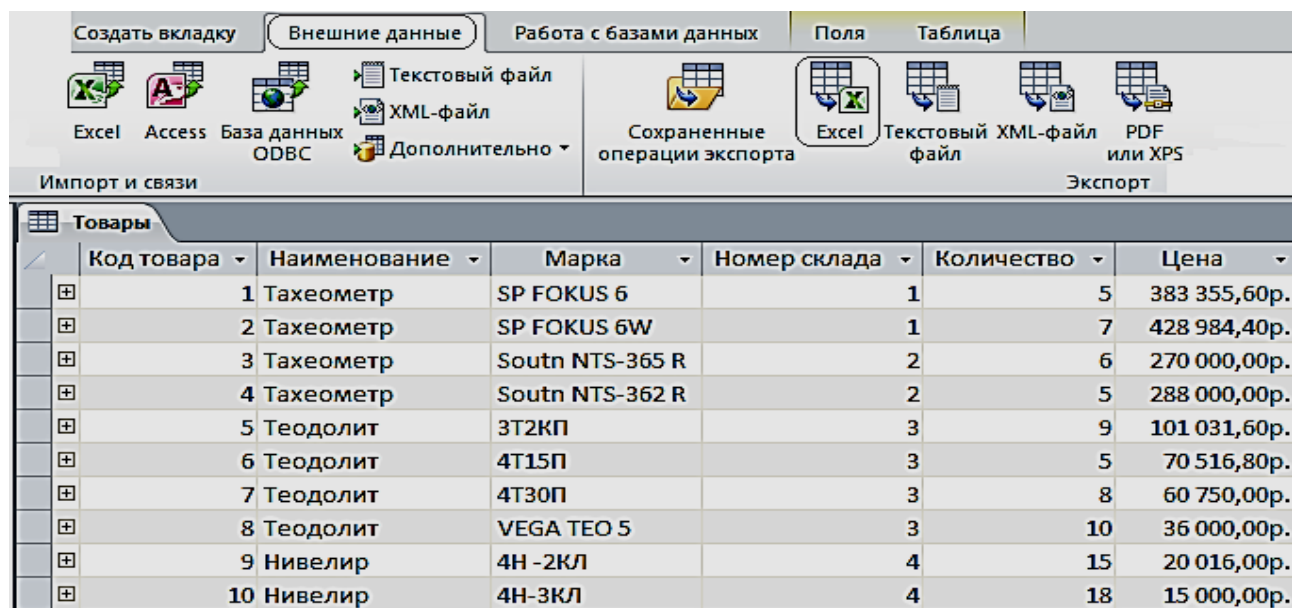 Создать вкладку Внешние данные Работа с базами данных Поля Таблица
Excel Access База данных ODBC Текстовый файл XML-файл Дополнительно
Сохраненные операции экспорта Excel Текстовый файл XML-файл PDF или XPS
Импорт и связи Экспорт
Товары
Код товара Наименование Марка Номер склада Количество Цена
1 Тахеометр SP FOKUS 6 1 5 383 355,60р.
2 Тахеометр SP FOKUS 6W 1 7 428 984,40р.
3 Тахеометр Soutn NTS-365 R 2 6 270 000,00р.
4 Тахеометр Soutn NTS-362 R 2 5 288 000,00р.
5 Теодолит 3Т2КП 3 9 101 031,60р.
6 Теодолит 4Т15П 3 5 70 516,80р.
7 Теодолит 4Т30П 3 8 60 750,00р.
8 Теодолит VEGA TEO 5 3 10 36 000,00р.
9 Нивелир 4Н -2КЛ 4 15 20 016,00р.
10 Нивелир 4Н-3КЛ 4 18 15 000,00р.